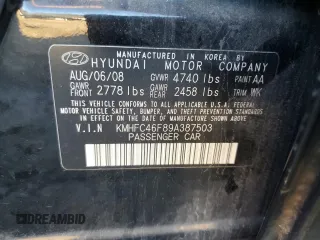 MANUFACTURED IN KOREA BY
HYUNDAI MOTOR COMPANY
AUG/06/08 GVWR 4740 lbs PAINT AA
GAWR FRONT 2778 lbs GAWR REAR 2458 lbs TRIM WK
THIS VEHICLE CONFORMS TO ALL APPLICABLE
FEDERAL MOTOR VEHICLE SAFETY, BUMPER, AND
THEFT PREVENTION STANDARDS IN EFFECT ON
THE DATE OF MANUFACTURE SHOWN ABOVE.
V.I.N KMHFC46F89A387503
PASSENGER CAR
autobidmaster.com